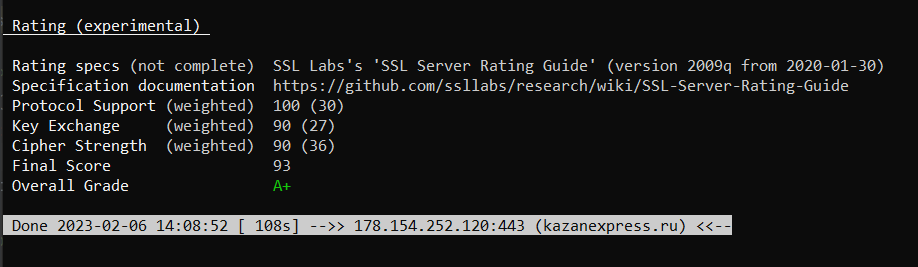 Rating (experimental)
Rating specs (not complete) SSL Labs's 'SSL Server Rating Guide' (version 2009q from 2020-01-30)
Specification documentation https://github.com/ssllabs/research/wiki/SSL-Server-Rating-Guide
Protocol Support (weighted) 100 (30)
Key Exchange (weighted) 90 (27)
Cipher Strength (weighted) 90 (36)
Final Score 93
Overall Grade A+
Done 2023-02-06 14:08:52 [ 108s] -->> 178.154.252.120:443 (kazanexpress.ru) <<--